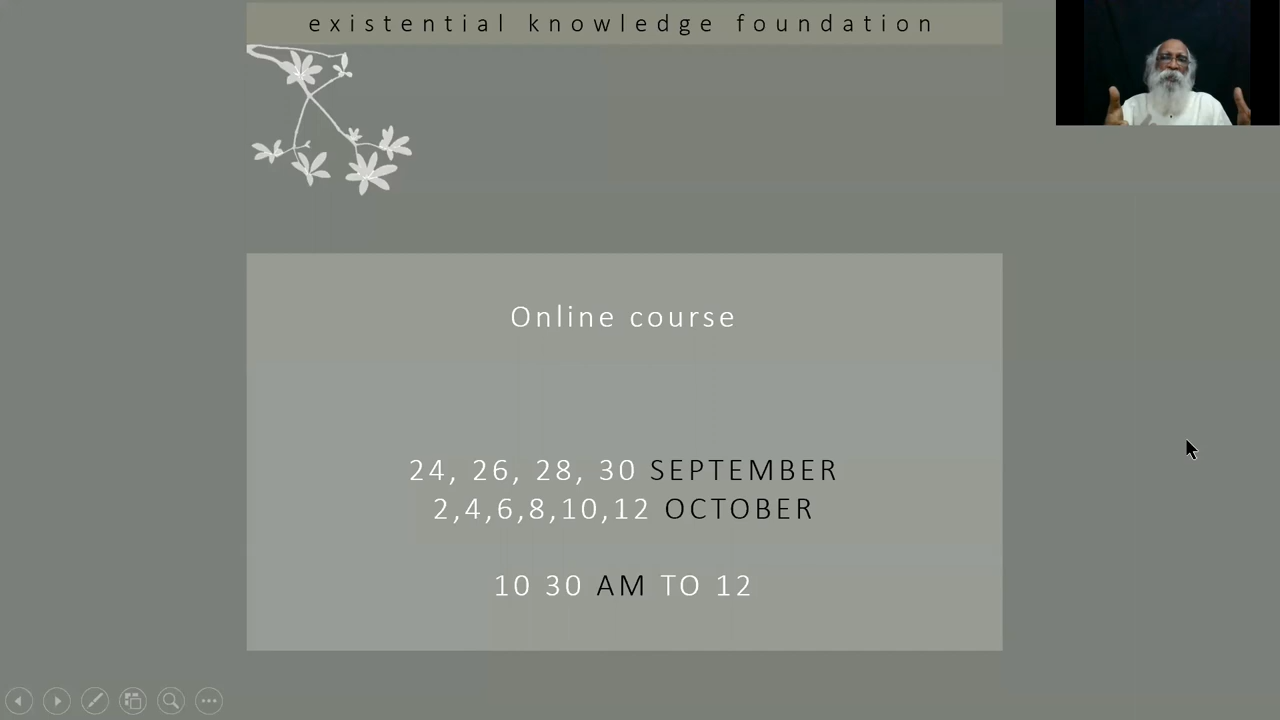 existential knowledge foundation
Online course
24, 26, 28, 30 SEPTEMBER
2,4,6,8,10,12 OCTOBER
10 30 AM TO 12